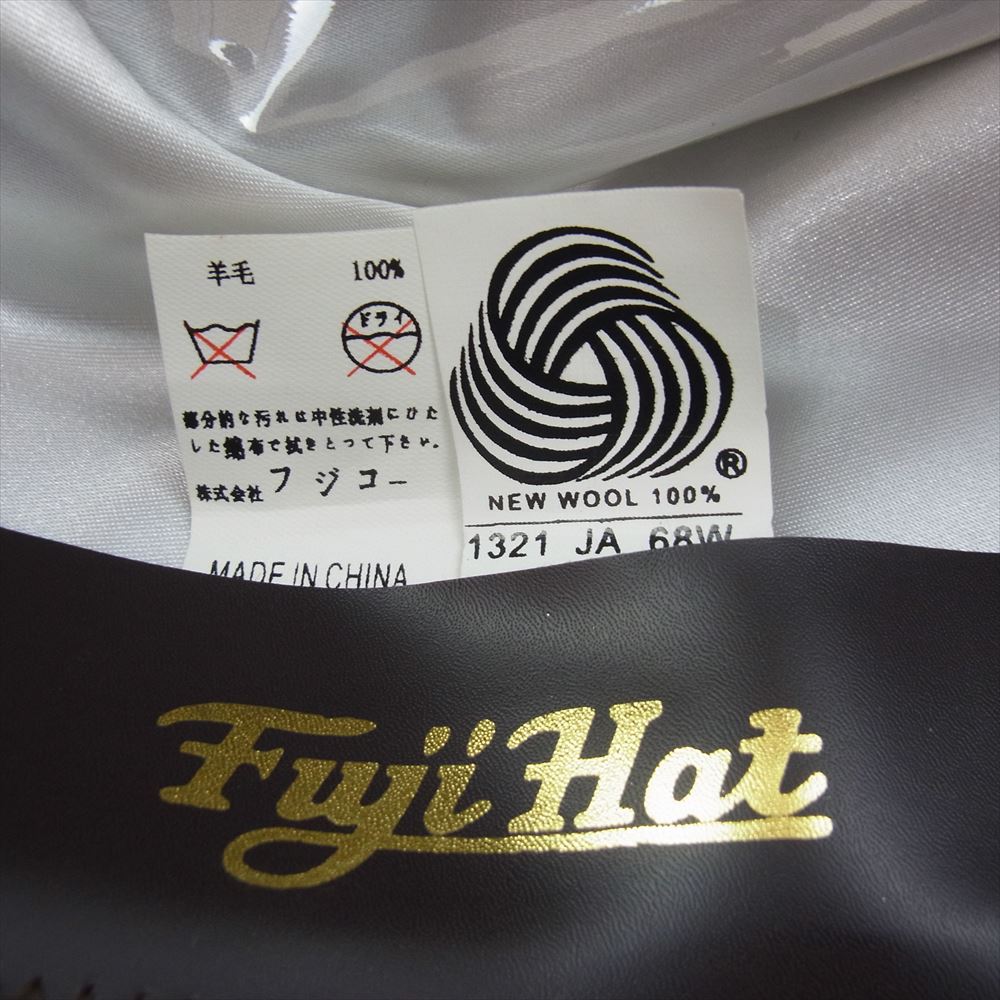 羊毛 100%
ドライ
部分的な汚れは中性洗剤にひた
した綿布で拭きとって下さい.
株式会社フジコー
MADE IN CHINA
®
NEW WOOL 100%
1321 JA 68W
Fuji Hat